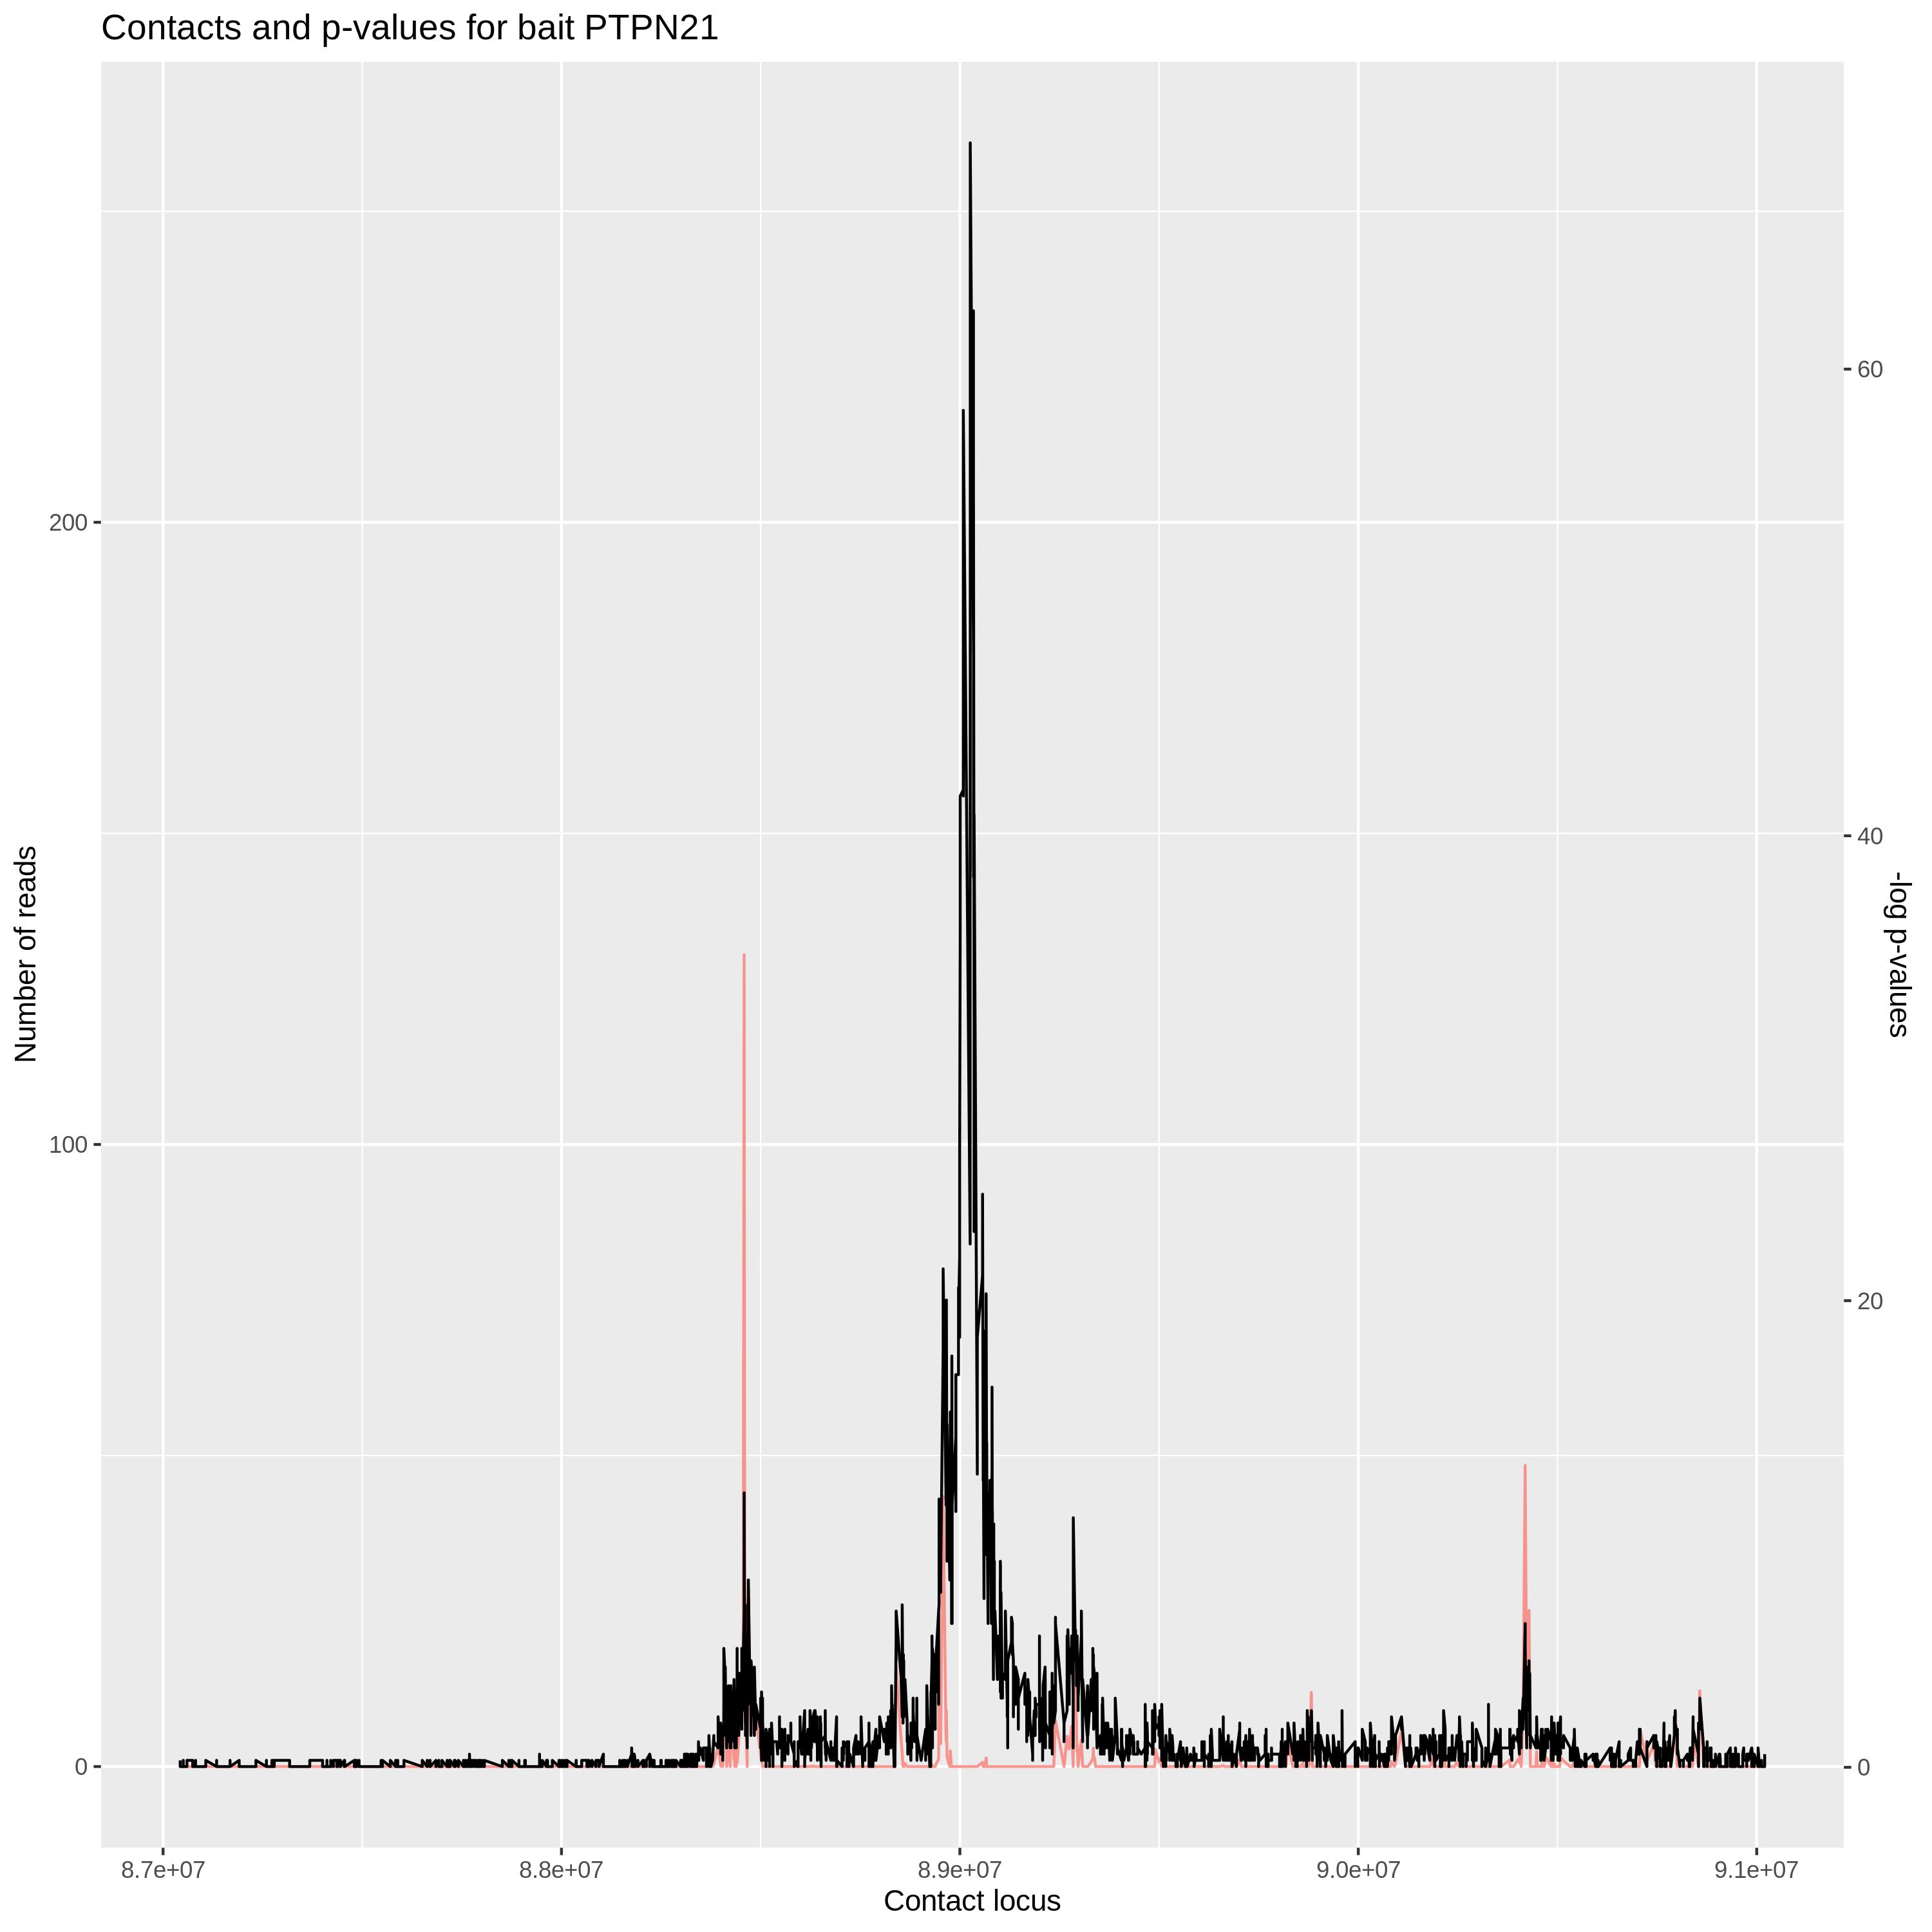 Contacts and p-values for bait PTPN21
Number of reads
200
100
0
60
40
20
0
-log p-values
8.7e+07
8.8e+07
8.9e+07
9.0e+07
9.1e+07
Contact locus